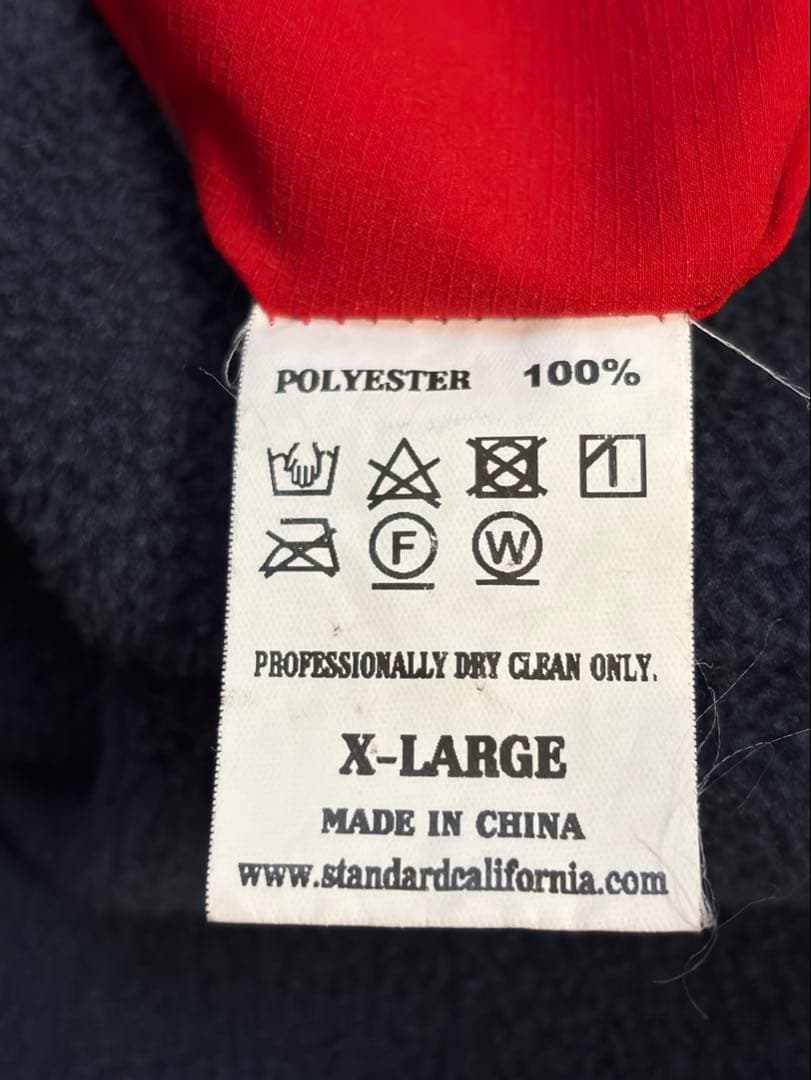 POLYESTER 100%
F W
PROFESSIONALLY DRY CLEAN ONLY.
X-LARGE
MADE IN CHINA
www.standardcalifornia.com